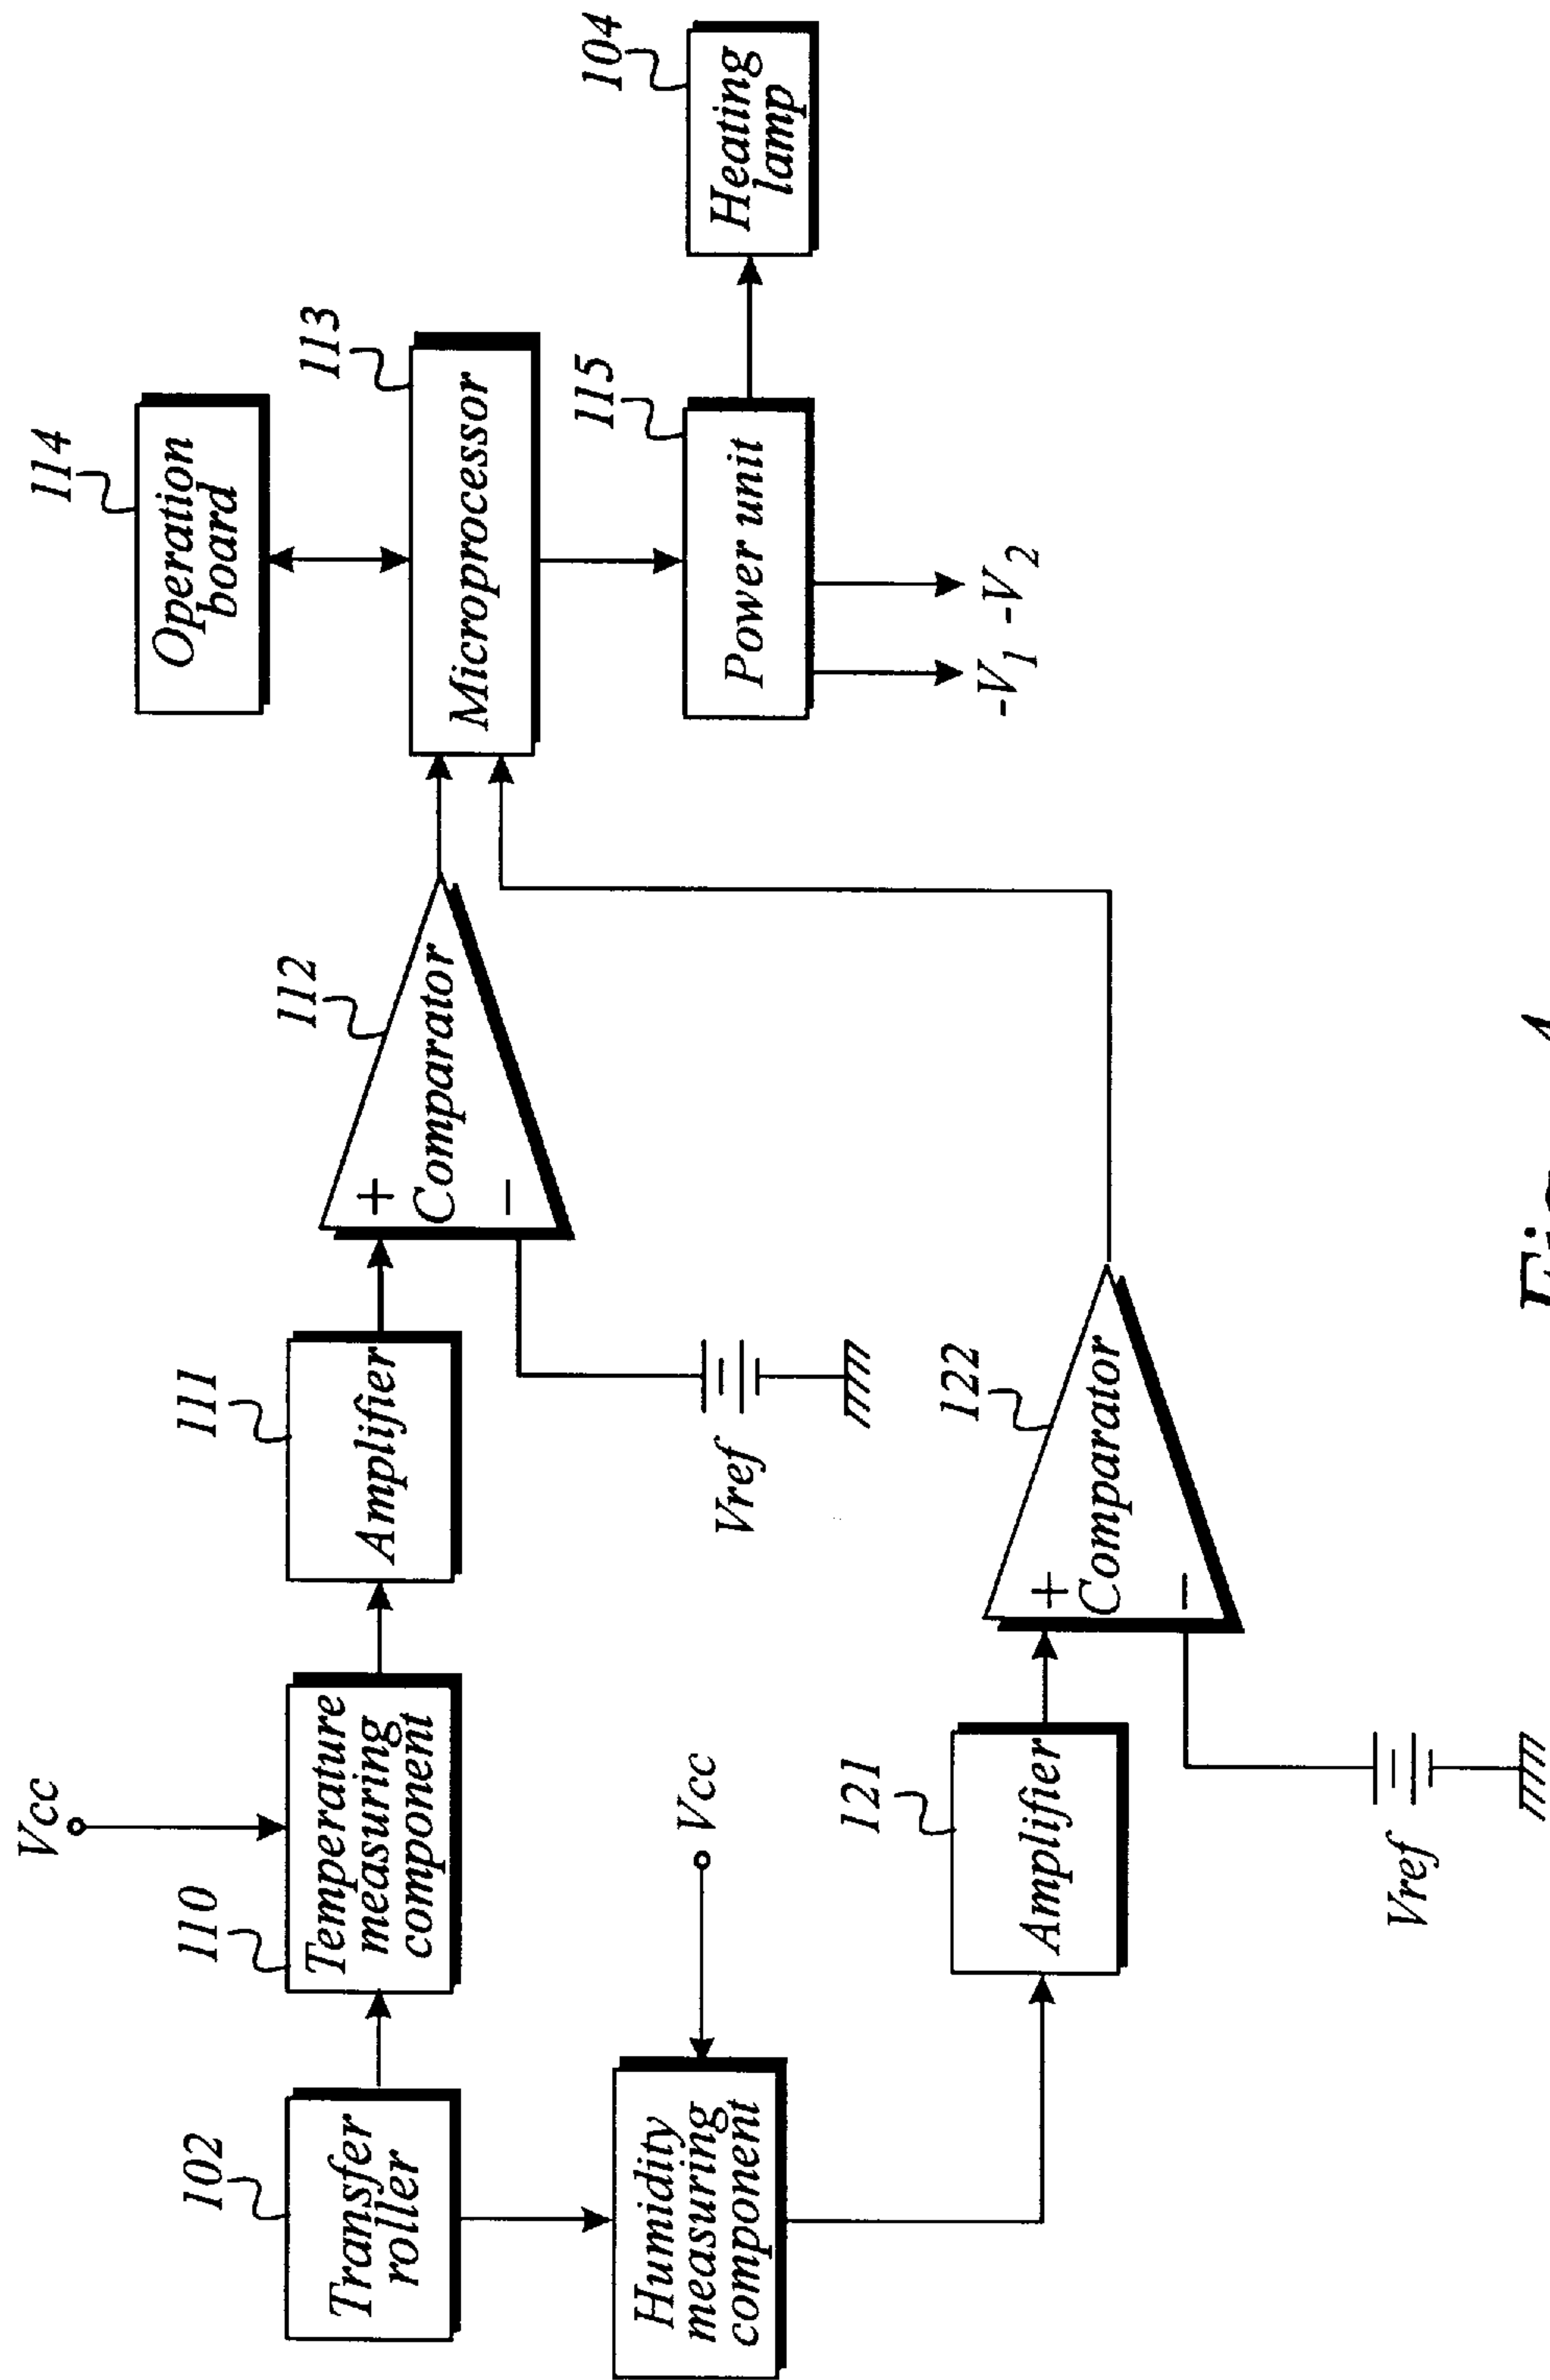 114
Operation
board
113
Microprocessor
104
Heating
lamp
115
Power unit
-V1 -V2
112
+
Comparator
−
111
Amplifier
Vref
Vcc
110
Temperature
measuring
component
102
Transfer
roller
Vcc
Humidity
measuring
component
121
Amplifier
122
+
Comparator
−
Vref